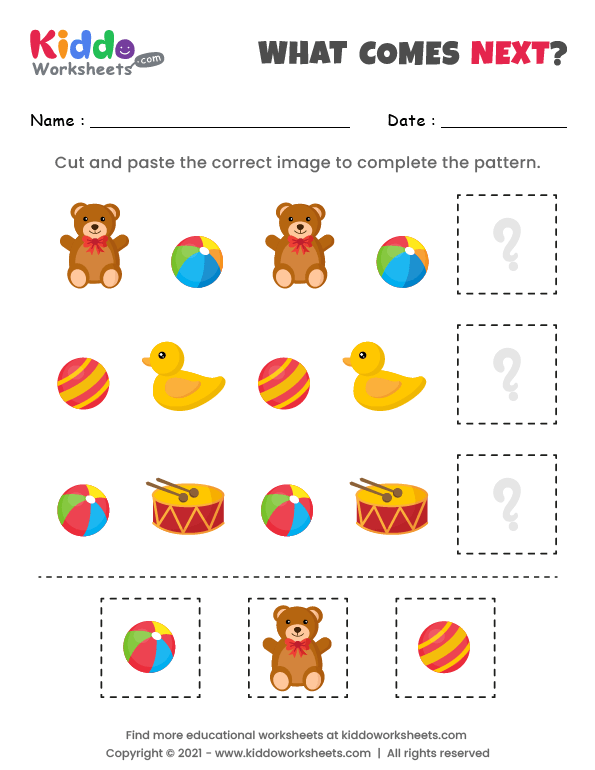 Kiddo
Worksheets.com
WHAT COMES NEXT?
Name :
Date :
Cut and paste the correct image to complete the pattern.
?
?
?
Find more educational worksheets at kiddoworksheets.com
Copyright © 2021 - www.kiddoworksheets.com | All rights reserved